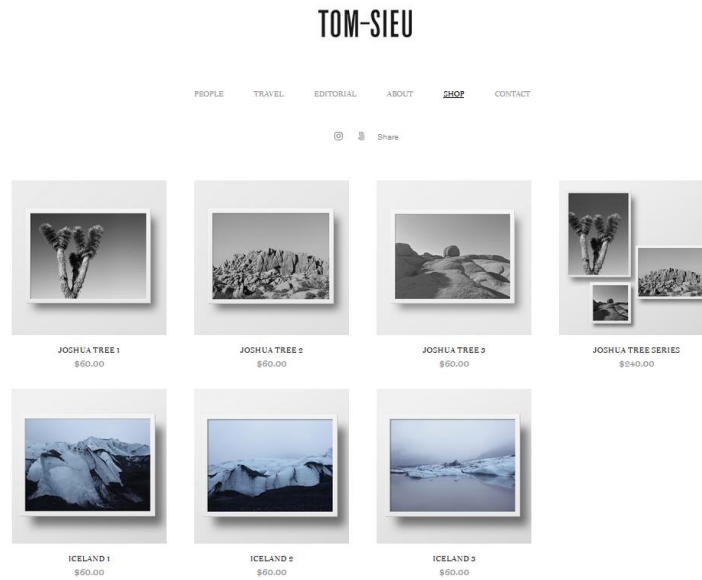 TOM-SIEU
PEOPLE TRAVEL EDITORIAL ABOUT SHOP CONTACT
Share
JOSHUA TREE 1 JOSHUA TREE 2 JOSHUA TREE 3 JOSHUA TREE SERIES
$60.00 $60.00 $60.00 $240.00
ICELAND 1 ICELAND 2 ICELAND 3
$60.00 $60.00 $60.00